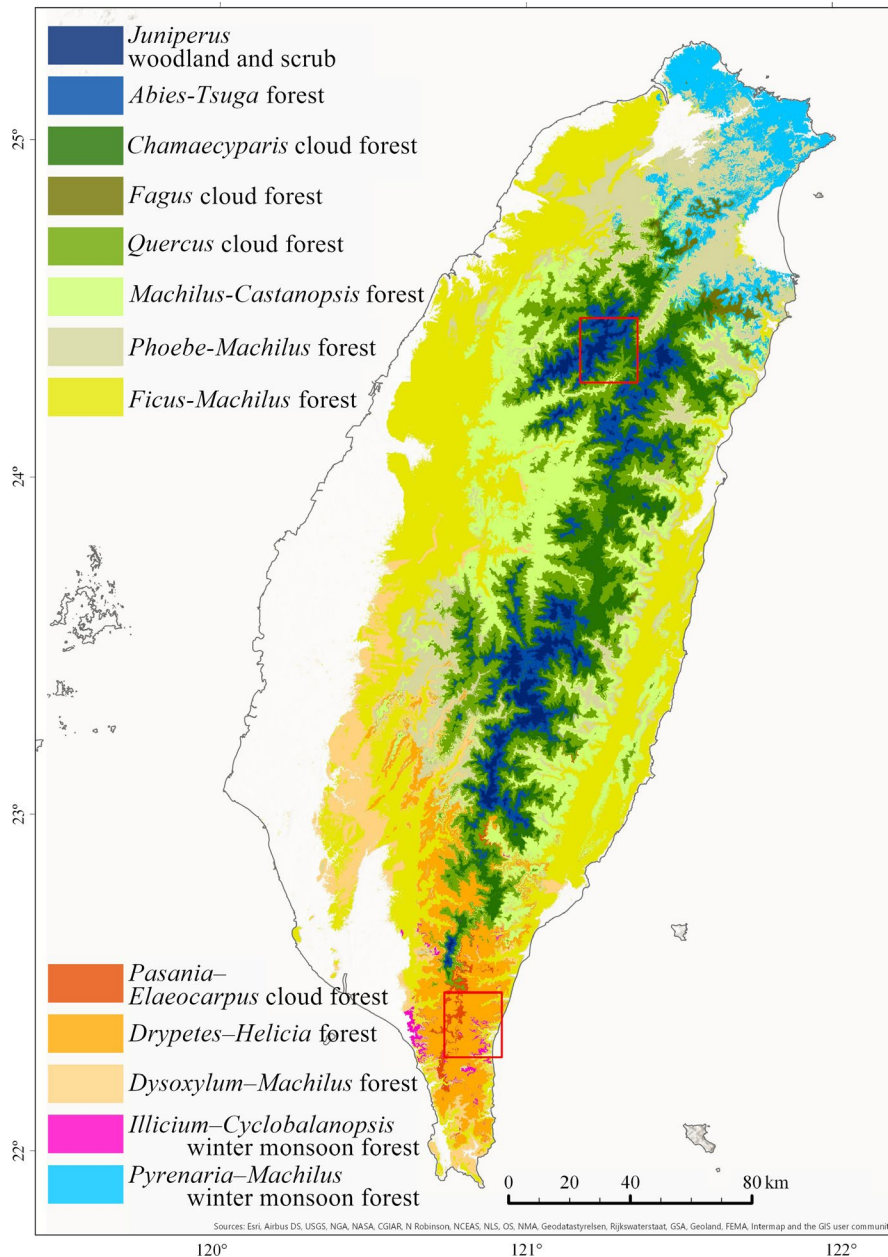 Juniperus
woodland and scrub
Abies-Tsuga forest
Chamaecyparis cloud forest
Fagus cloud forest
Quercus cloud forest
Machilus-Castanopsis forest
Phoebe-Machilus forest
Ficus-Machilus forest
25°
24°
23°
22°
Pasania–
Elaeocarpus cloud forest
Drypetes–Helicia forest
Dysoxylum–Machilus forest
Illicium–Cyclobalanopsis
winter monsoon forest
Pyrenaria–Machilus
winter monsoon forest
0 20 40 80 km
Sources: Esri, Airbus DS, USGS, NGA, NASA, CGIAR, N Robinson, NCEAS, NLS, OS, NMA, Geodatastyrelsen, Rijkswaterstaat, GSA, Geoland, FEMA, Intermap and the GIS user communit
120° 121° 122°